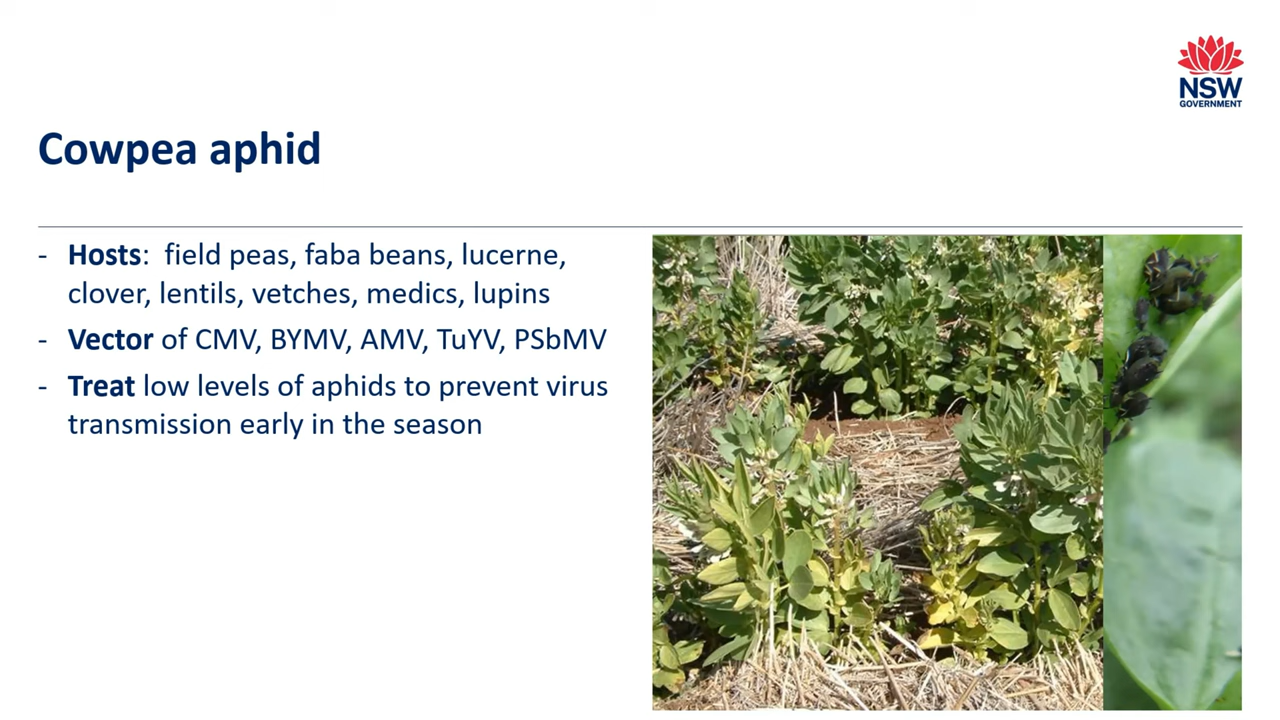 NSW
GOVERNMENT
Cowpea aphid
- Hosts: field peas, faba beans, lucerne,
clover, lentils, vetches, medics, lupins
- Vector of CMV, BYMV, AMV, TuYV, PSbMV
- Treat low levels of aphids to prevent virus
transmission early in the season